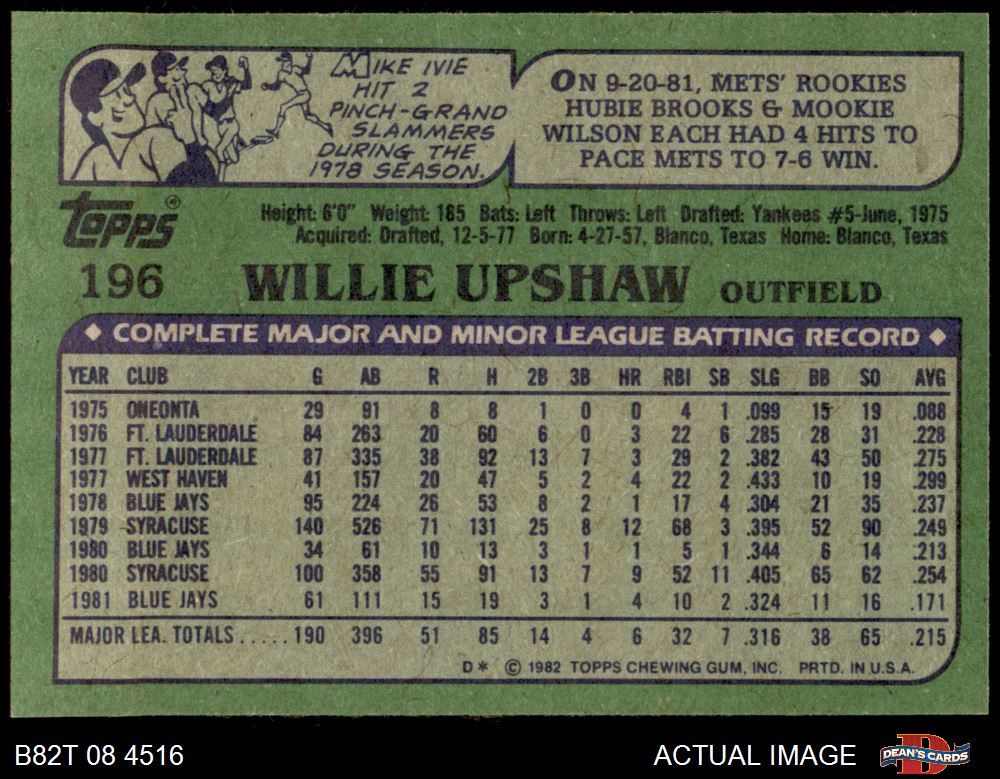 MIKE IVIE
HIT 2
PINCH-GRAND
SLAMMERS
DURING THE
1978 SEASON.
ON 9-20-81, METS' ROOKIES
HUBIE BROOKS & MOOKIE
WILSON EACH HAD 4 HITS TO
PACE METS TO 7-6 WIN.
TOPPS®
Height: 6'0" Weight: 185 Bats: Left Throws: Left Drafted: Yankees #5-June, 1975
Acquired: Drafted, 12-5-77 Born: 4-27-57, Blanco, Texas Home: Blanco, Texas
196 WILLIE UPSHAW OUTFIELD
◆ COMPLETE MAJOR AND MINOR LEAGUE BATTING RECORD ◆
YEAR CLUB G AB R H 2B 3B HR RBI SB SLG BB SO AVG
1975 ONEONTA 29 91 8 8 1 0 0 4 1 .099 15 19 .088
1976 FT. LAUDERDALE 84 263 20 60 6 0 3 22 6 .285 28 31 .228
1977 FT. LAUDERDALE 87 335 38 92 13 7 3 29 2 .382 43 50 .275
1977 WEST HAVEN 41 157 20 47 5 2 4 22 2 .433 10 19 .299
1978 BLUE JAYS 95 224 26 53 8 2 1 17 4 .304 21 35 .237
1979 SYRACUSE 140 526 71 131 25 8 12 68 3 .395 52 90 .249
1980 BLUE JAYS 34 61 10 13 3 1 1 5 1 .344 6 14 .213
1980 SYRACUSE 100 358 55 91 13 7 9 52 11 .405 65 62 .254
1981 BLUE JAYS 61 111 15 19 3 1 4 10 2 .324 11 16 .171
MAJOR LEA. TOTALS.....190 396 51 85 14 4 6 32 7 .316 38 65 .215
D* © 1982 TOPPS CHEWING GUM, INC. PRTD. IN U.S.A.
B82T 08 4516 ACTUAL IMAGE DEAN'S CARDS